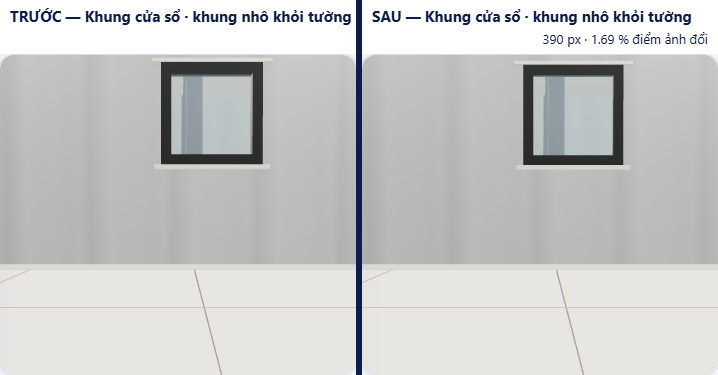 TRƯỚC — Khung cửa sổ · khung nhô khỏi tường
SAU — Khung cửa sổ · khung nhô khỏi tường
390 px · 1.69 % điểm ảnh đổi